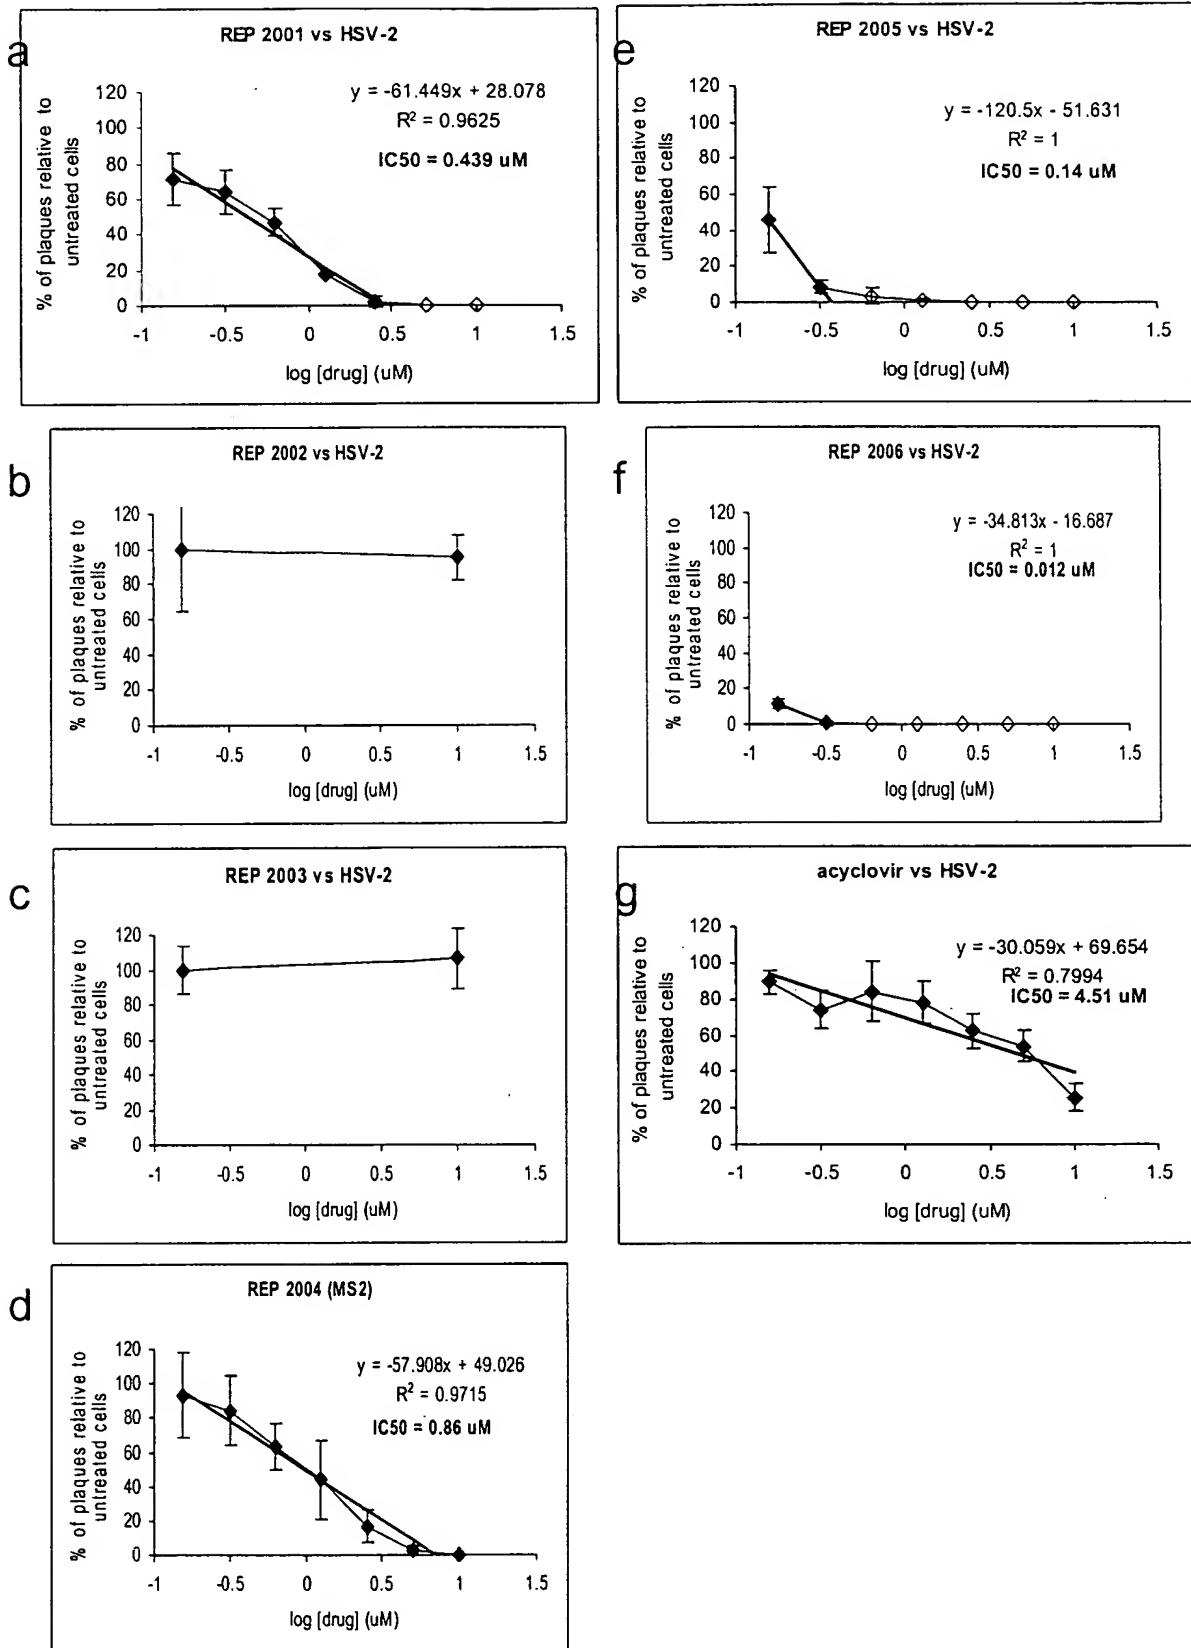 a
REP 2001 vs HSV-2
% of plaques relative to
untreated cells
120
100
80
60
40
20
0
y = -61.449x + 28.078
R² = 0.9625
IC50 = 0.439 uM
-1 -0.5 0 0.5 1 1.5
log [drug] (uM)
b
REP 2002 vs HSV-2
% of plaques relative to
untreated cells
120
100
80
60
40
20
0
-1 -0.5 0 0.5 1 1.5
log [drug] (uM)
c
REP 2003 vs HSV-2
% of plaques relative to
untreated cells
120
100
80
60
40
20
0
-1 -0.5 0 0.5 1 1.5
log [drug] (uM)
d
REP 2004 (MS2)
% of plaques relative to
untreated cells
120
100
80
60
40
20
0
y = -57.908x + 49.026
R² = 0.9715
IC50 = 0.86 uM
-1 -0.5 0 0.5 1 1.5
log [drug] (uM)
e
REP 2005 vs HSV-2
% of plaques relative to
untreated cells
120
100
80
60
40
20
0
y = -120.5x - 51.631
R² = 1
IC50 = 0.14 uM
-1 -0.5 0 0.5 1 1.5
log [drug] (uM)
f
REP 2006 vs HSV-2
% of plaques relative to
untreated cells
120
100
80
60
40
20
0
y = -34.813x - 16.687
R² = 1
IC50 = 0.012 uM
-1 -0.5 0 0.5 1 1.5
log [drug] (uM)
g
acyclovir vs HSV-2
% of plaques relative to
untreated cells
120
100
80
60
40
20
0
y = -30.059x + 69.654
R² = 0.7994
IC50 = 4.51 uM
-1 -0.5 0 0.5 1 1.5
log [drug] (uM)